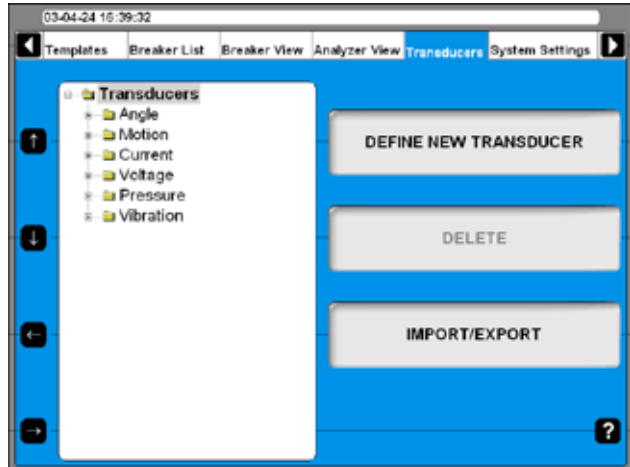 03-04-24 16:39:32
Templates Breaker List Breaker View Analyzer View Transducers System Settings
Transducers
Angle
Motion
Current
Voltage
Pressure
Vibration
DEFINE NEW TRANSDUCER
DELETE
IMPORT/EXPORT
?